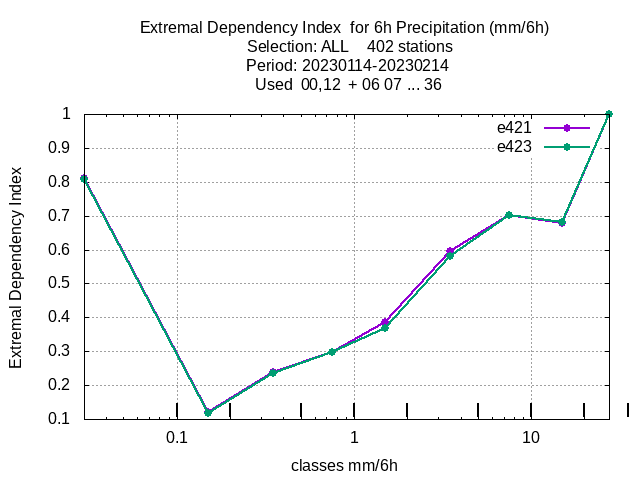 Extremal Dependency Index  for 6h Precipitation (mm/6h)
Selection: ALL    402 stations
Period: 20230114-20230214
Used  00,12  + 06 07 ... 36
e421
e423
Extremal Dependency Index
1
0.9
0.8
0.7
0.6
0.5
0.4
0.3
0.2
0.1
0.1
1
10
classes mm/6h